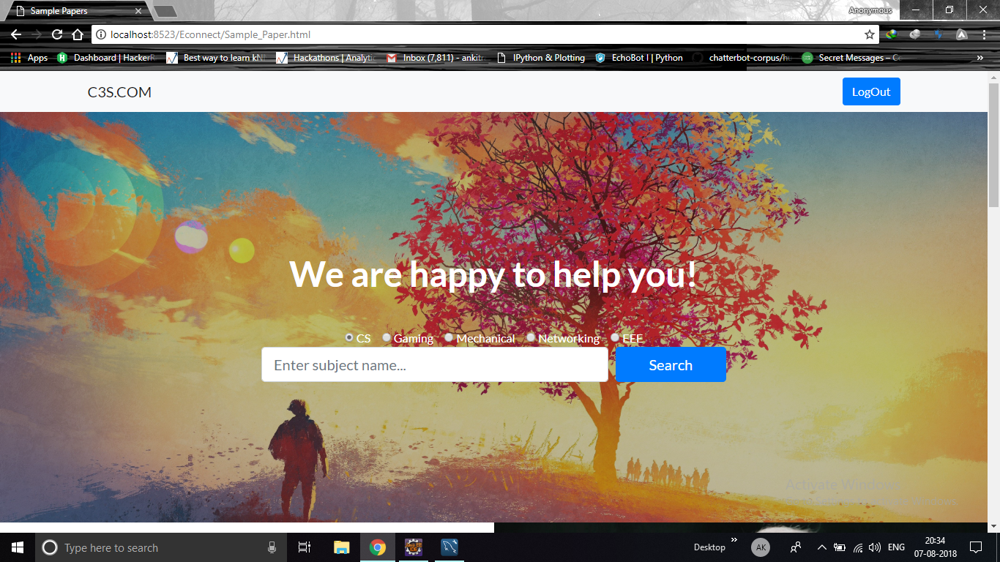 Sample Papers
Anonymous
localhost:8523/Econnect/Sample_Paper.html
Apps Dashboard | HackerR Best way to learn kNN Hackathons | Analytic Inbox (7,811) - ankitr IPython & Plotting EchoBot | | Python chatterbot-corpus/hu Secret Messages – C
C3S.COM
LogOut
We are happy to help you!
CS Gaming Mechanical Networking EEE
Enter subject name...
Search
Activate Windows
Type here to search
Desktop
AK
ENG
20:34
07-08-2018